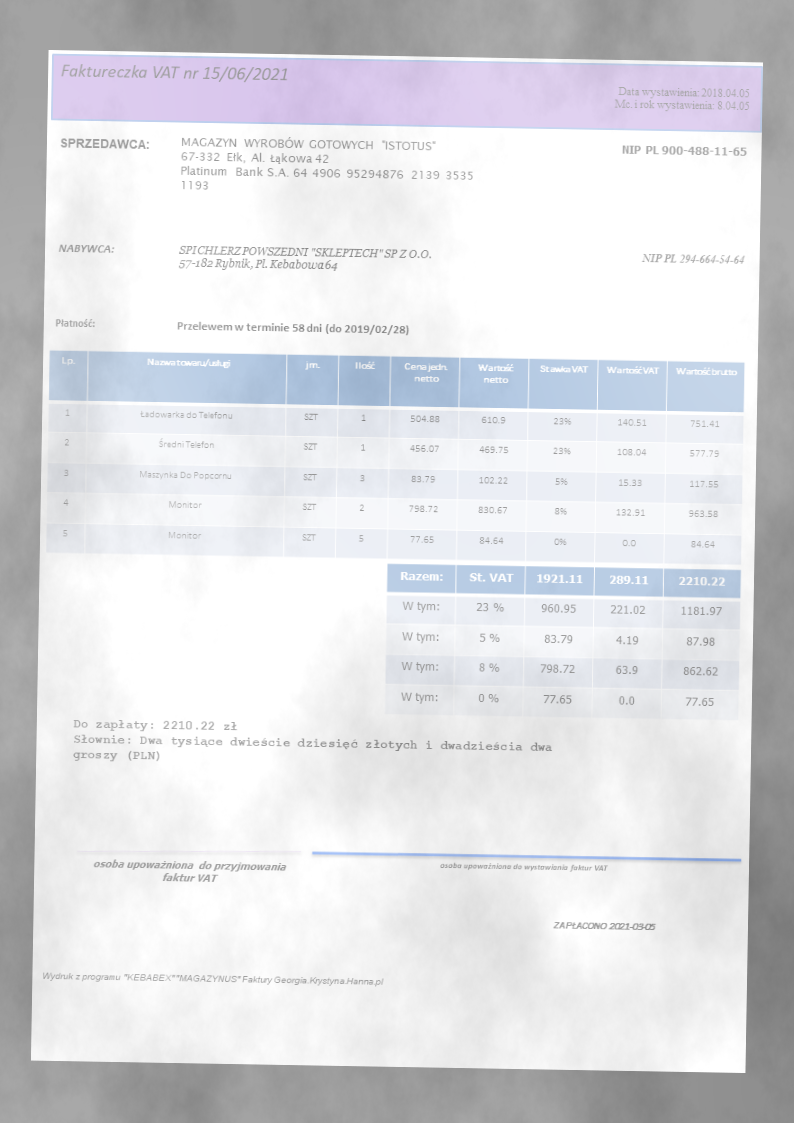 Faktureczka VAT nr 15/06/2021
Data wystawienia: 2018.04.05
Mc. i rok wystawienia: 8.04.05
SPRZEDAWCA: MAGAZYN WYROBÓW GOTOWYCH "ISTOTUS" NIP PL 900-488-11-65
67-332 Ełk, Al. Łąkowa 42
Platinum Bank S.A. 64 4906 95294876 2139 3535
1193
NABYWCA: SPICHLERZ POWSZEDNI "SKLEPTECH" SP Z O.O. NIP PL 294-664-54-64
57-182 Rybnik, Pl. Kebabowa 64
Płatność: Przelewem w terminie 58 dni (do 2019/02/28)
L.p. Nazwa towaru/usługi jm. Ilość Cena jedn. netto Wartość netto Stawka VAT Wartość VAT Wartość brutto
1 Ładowarka do Telefonu SZT 1 504.88 610.9 23% 140.51 751.41
2 Średni Telefon SZT 1 456.07 469.75 23% 108.04 577.79
3 Maszynka Do Popcornu SZT 3 83.79 102.22 5% 15.33 117.55
4 Monitor SZT 2 798.72 830.67 8% 132.91 963.58
5 Monitor SZT 5 77.65 84.64 0% 0.0 84.64
Razem: St. VAT 1921.11 289.11 2210.22
W tym: 23 % 960.95 221.02 1181.97
W tym: 5 % 83.79 4.19 87.98
W tym: 8 % 798.72 63.9 862.62
W tym: 0 % 77.65 0.0 77.65
Do zapłaty: 2210.22 zł
Słownie: Dwa tysiące dwieście dziesięć złotych i dwadzieścia dwa
groszy (PLN)
osoba upoważniona do przyjmowania
faktur VAT
osoba upoważniona do wystawiania faktur VAT
ZAPŁACONO 2021-03-05
Wydruk z programu "KEBABEX" "MAGAZYNUS" Faktury Georgia.Krystyna.Hanna.pl